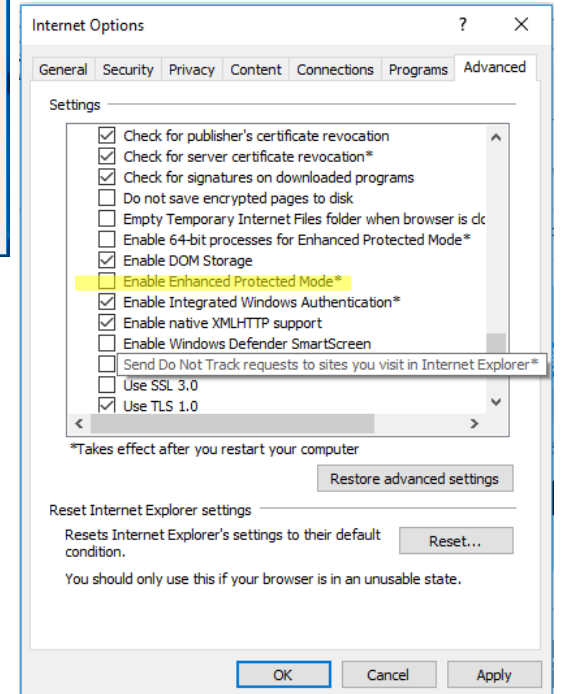 Internet Options ? ×
General Security Privacy Content Connections Programs Advanced
Settings
Check for publisher's certificate revocation
Check for server certificate revocation*
Check for signatures on downloaded programs
Do not save encrypted pages to disk
Empty Temporary Internet Files folder when browser is clc
Enable 64-bit processes for Enhanced Protected Mode*
Enable DOM Storage
Enable Enhanced Protected Mode*
Enable Integrated Windows Authentication*
Enable native XMLHTTP support
Enable Windows Defender SmartScreen
Send Do Not Track requests to sites you visit in Internet Explorer*
Use SSL 3.0
Use TLS 1.0
*Takes effect after you restart your computer
Restore advanced settings
Reset Internet Explorer settings
Resets Internet Explorer's settings to their default
condition.
Reset...
You should only use this if your browser is in an unusable state.
OK Cancel Apply